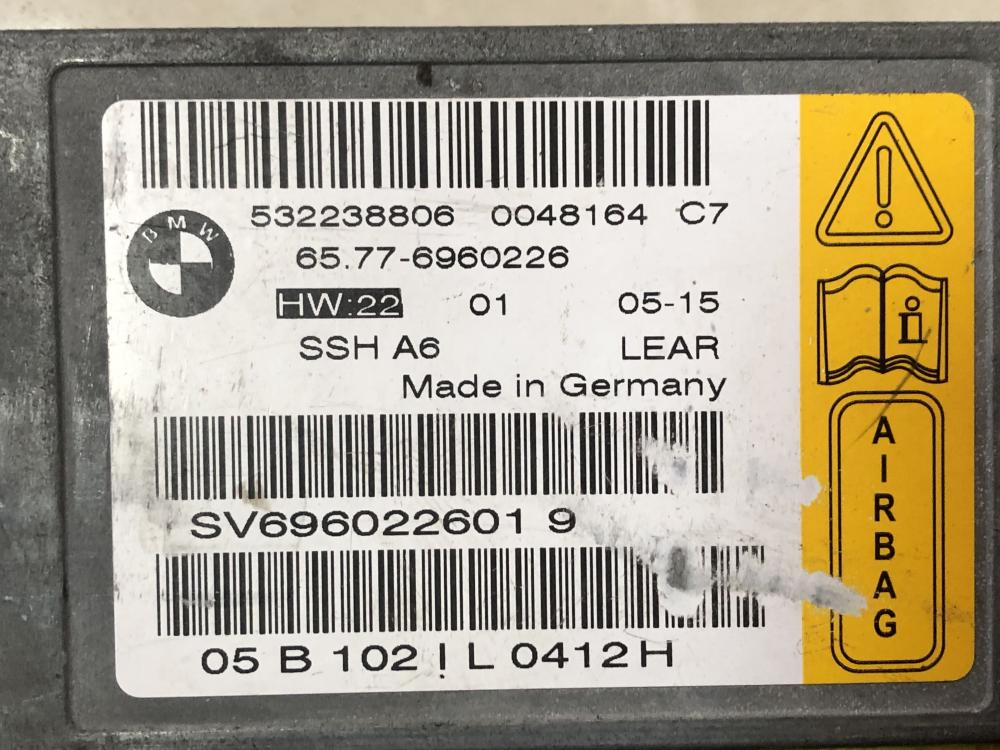 532238806 0048164 C7
BMW
65.77-6960226
HW:22 01 05-15
SSH A6 LEAR
Made in Germany
SV696022601 9
05 B 102 ! L 0412 H
i
AIRBAG